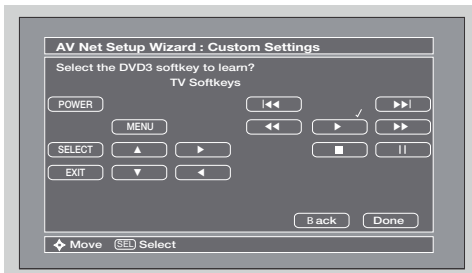 AV Net Setup Wizard : Custom Settings
Select the DVD3 softkey to learn?
TV Softkeys
POWER
MENU
SELECT
EXIT
Back Done
Move SEL Select